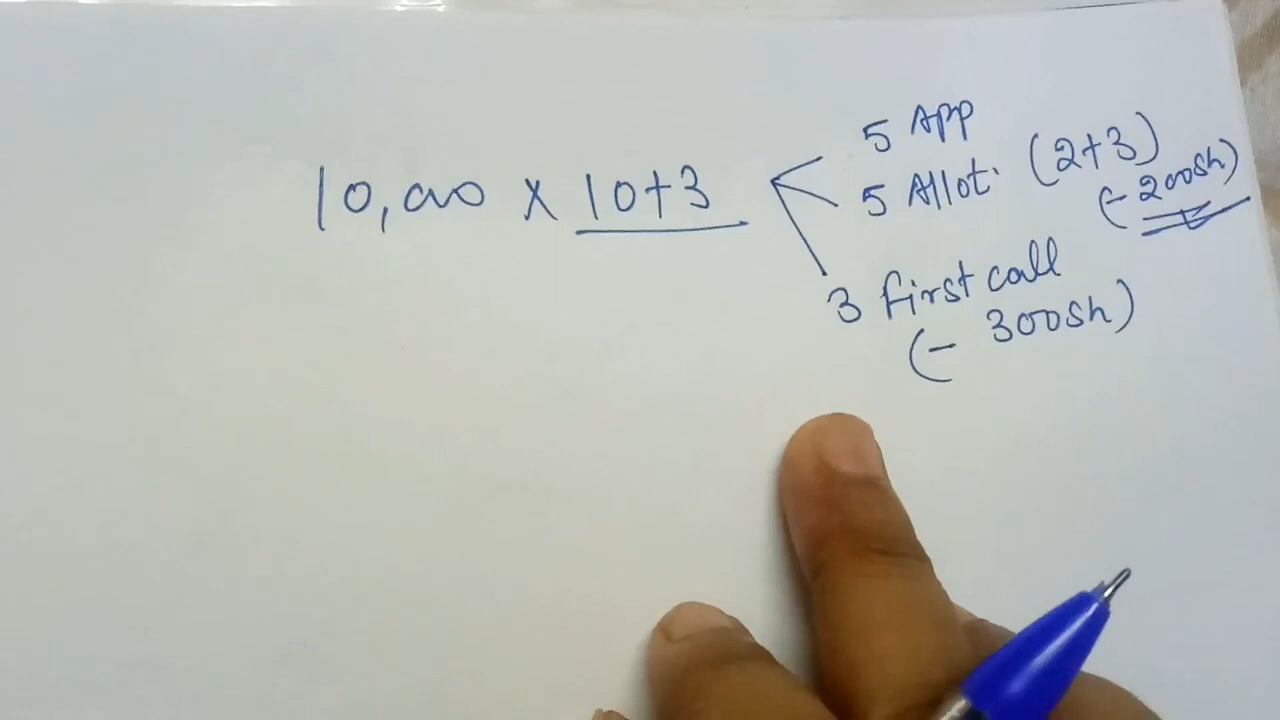 10,000 x 10+3
5 App
5 Allot. (2+3)
(-200sh)
3 first call
(- 300sh)